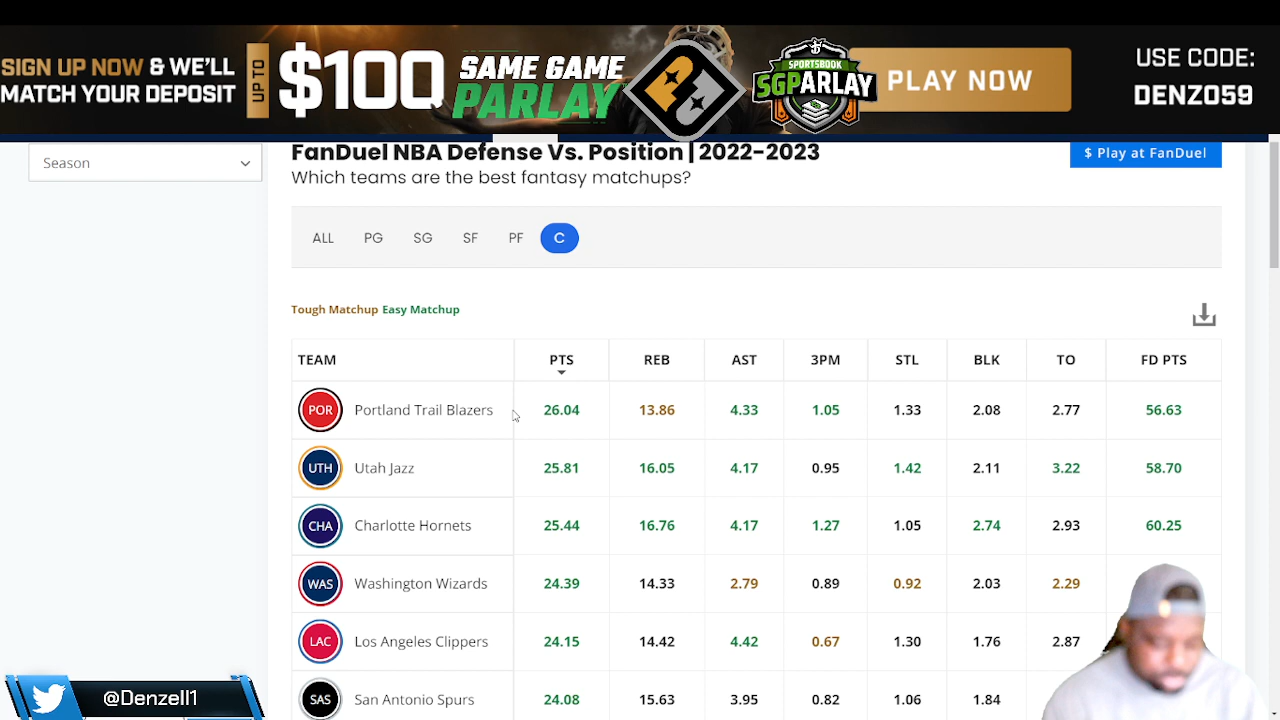 SIGN UP NOW & WE'LL
MATCH YOUR DEPOSIT
UP TO
$100
SAME GAME
PARLAY
SPORTSBOOK
SGPARLAY
PLAY NOW
USE CODE:
DENZO59
Season
FanDuel NBA Defense Vs. Position | 2022-2023
Which teams are the best fantasy matchups?
$ Play at FanDuel
ALL PG SG SF PF C
Tough Matchup Easy Matchup
TEAM PTS REB AST 3PM STL BLK TO FD PTS
POR Portland Trail Blazers 26.04 13.86 4.33 1.05 1.33 2.08 2.77 56.63
UTH Utah Jazz 25.81 16.05 4.17 0.95 1.42 2.11 3.22 58.70
CHA Charlotte Hornets 25.44 16.76 4.17 1.27 1.05 2.74 2.93 60.25
WAS Washington Wizards 24.39 14.33 2.79 0.89 0.92 2.03 2.29
LAC Los Angeles Clippers 24.15 14.42 4.42 0.67 1.30 1.76 2.87
SAS San Antonio Spurs 24.08 15.63 3.95 0.82 1.06 1.84
@Denzell1